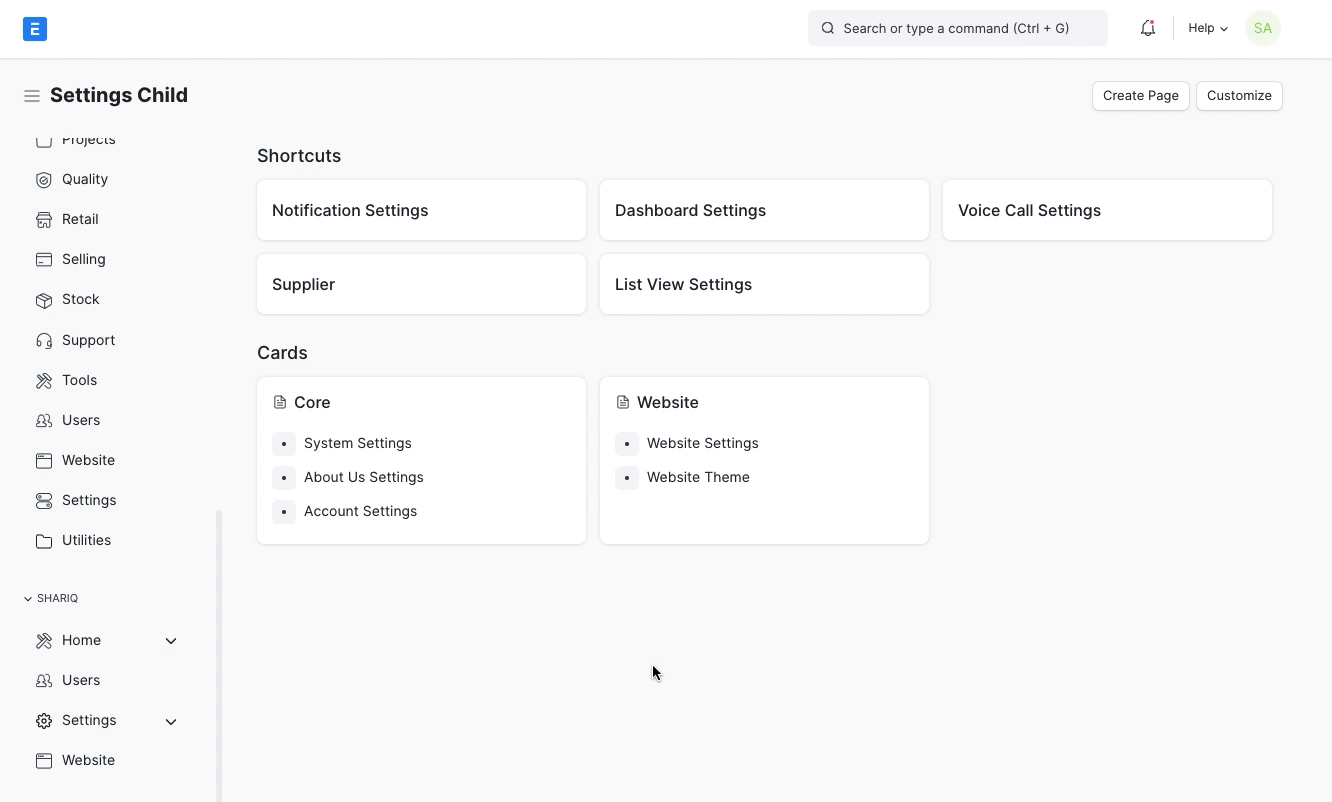 E
Search or type a command (Ctrl + G)
Help
SA
Settings Child
Create Page
Customize
Projects
Quality
Retail
Selling
Stock
Support
Tools
Users
Website
Settings
Utilities
SHARIQ
Home
Users
Settings
Website
Shortcuts
Notification Settings
Dashboard Settings
Voice Call Settings
Supplier
List View Settings
Cards
Core
System Settings
About Us Settings
Account Settings
Website
Website Settings
Website Theme